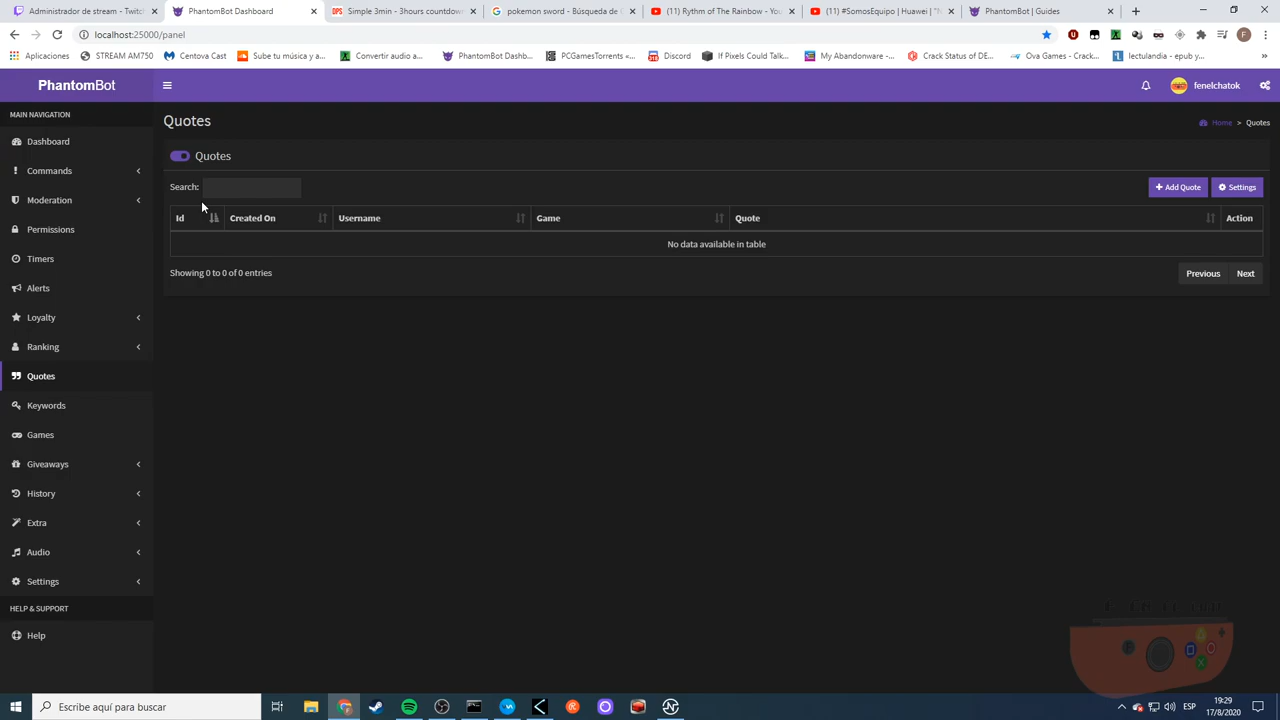 Administrador de stream - Twitch
PhantomBot Dashboard
Simple 3min - 3hours countdown
pokemon sword - Búsqueda de G
(11) Rythm of The Rainbow - You
(11) #SomosEquipo | Huawei | "N
PhantomBot | Guides
localhost:25000/panel
Aplicaciones
STREAM AM750
Centova Cast
Sube tu música y a...
Convertir audio a...
PhantomBot Dashb...
PCGamesTorrents «...
Discord
If Pixels Could Talk...
My Abandonware -...
Crack Status of DE...
Ova Games - Crack...
lectulandia - epub y...
PhantomBot
fenelchatok
MAIN NAVIGATION
Dashboard
Commands
Moderation
Permissions
Timers
Alerts
Loyalty
Ranking
Quotes
Keywords
Games
Giveaways
History
Extra
Audio
Settings
HELP & SUPPORT
Help
Quotes
Home > Quotes
Quotes
Search:
Add Quote
Settings
Id
Created On
Username
Game
Quote
Action
No data available in table
Showing 0 to 0 of 0 entries
Previous
Next
Escribe aquí para buscar
ESP
19:29
17/8/2020